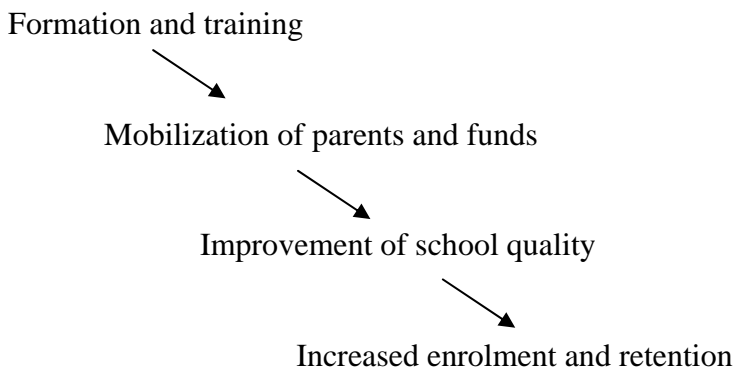 Formation and training
Mobilization of parents and funds
Improvement of school quality
Increased enrolment and retention